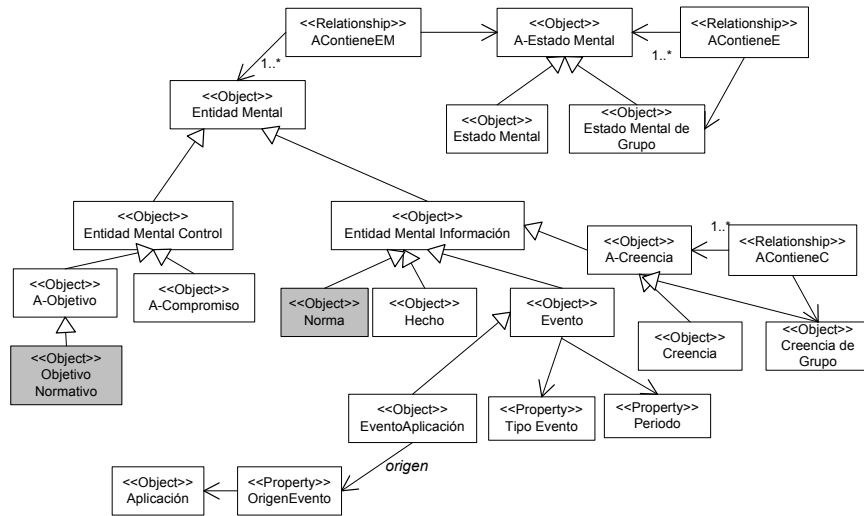 <<Relationship>>
AContieneEM
<<Object>>
A-Estado Mental
<<Relationship>>
AContieneE
1..*
1..*
<<Object>>
Entidad Mental
<<Object>>
Estado Mental
<<Object>>
Estado Mental de
Grupo
<<Object>>
Entidad Mental Control
<<Object>>
Entidad Mental Información
<<Object>>
A-Creencia
1..*
<<Relationship>>
AContieneC
<<Object>>
A-Objetivo
<<Object>>
A-Compromiso
<<Object>>
Norma
<<Object>>
Hecho
<<Object>>
Evento
<<Object>>
Creencia
<<Object>>
Creencia de
Grupo
<<Object>>
Objetivo
Normativo
<<Object>>
EventoAplicación
<<Property>>
Tipo Evento
<<Property>>
Periodo
origen
<<Object>>
Aplicación
<<Property>>
OrigenEvento